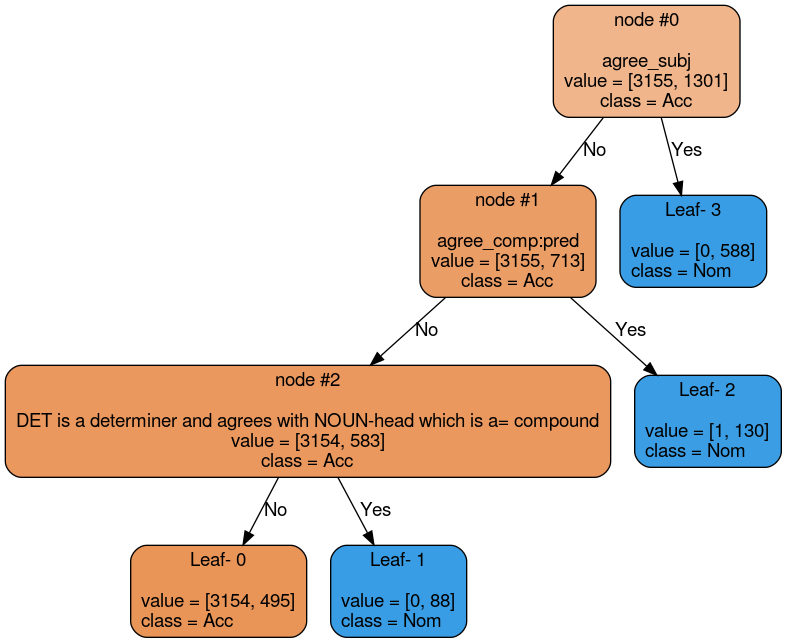 node #0
agree_subj
value = [3155, 1301]
class = Acc
No
Yes
node #1
agree_comp:pred
value = [3155, 713]
class = Acc
Leaf- 3
value = [0, 588]
class = Nom
No
Yes
node #2
DET is a determiner and agrees with NOUN-head which is a= compound
value = [3154, 583]
class = Acc
Leaf- 2
value = [1, 130]
class = Nom
No
Yes
Leaf- 0
value = [3154, 495]
class = Acc
Leaf- 1
value = [0, 88]
class = Nom